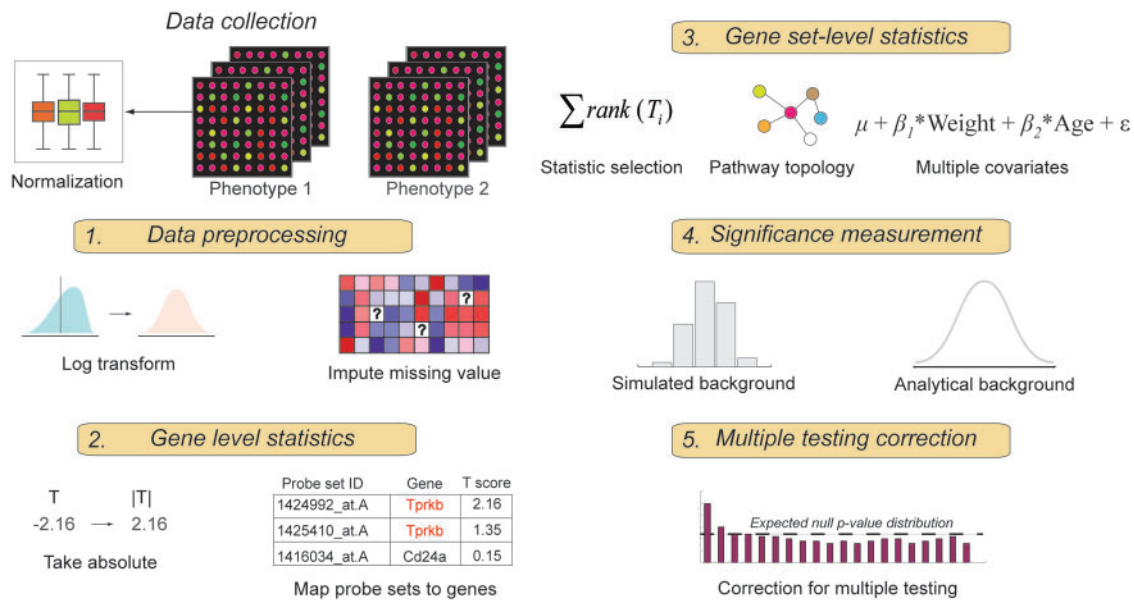 Data collection
Normalization
Phenotype 1
Phenotype 2
1. Data preprocessing
Log transform
?
?
?
Impute missing value
2. Gene level statistics
T |T|
-2.16 2.16
Take absolute
Probe set ID Gene T score
1424992_at.A Tprkb 2.16
1425410_at.A Tprkb 1.35
1416034_at.A Cd24a 0.15
Map probe sets to genes
3. Gene set-level statistics
∑rank (Tᵢ)
Statistic selection
Pathway topology
μ + β₁*Weight + β₂*Age + ε
Multiple covariates
4. Significance measurement
Simulated background
Analytical background
5. Multiple testing correction
Expected null p-value distribution
Correction for multiple testing